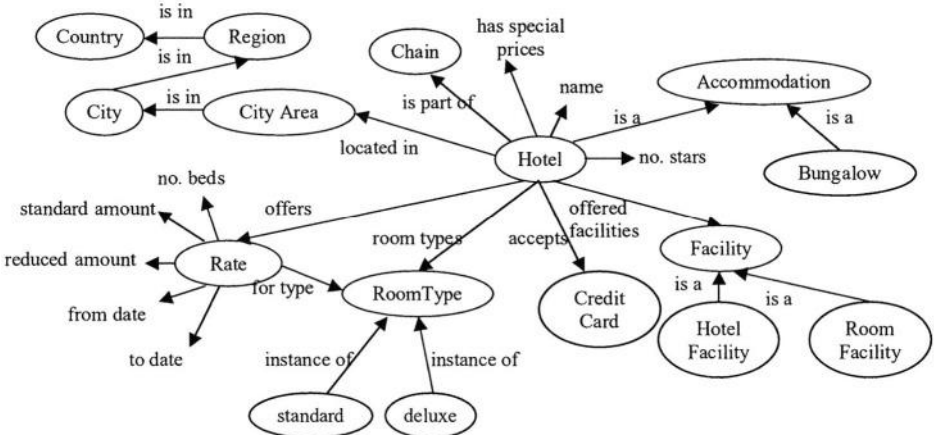 is in
Country
Region
is in
City
is in
City Area
Chain
has special
prices
name
Accommodation
is part of
is a
is a
located in
Hotel
no. stars
Bungalow
no. beds
standard amount
offers
offered
facilities
room types
accepts
Facility
reduced amount
Rate
for type
RoomType
Credit
Card
is a
is a
from date
Hotel
Facility
Room
Facility
to date
instance of
instance of
standard
deluxe